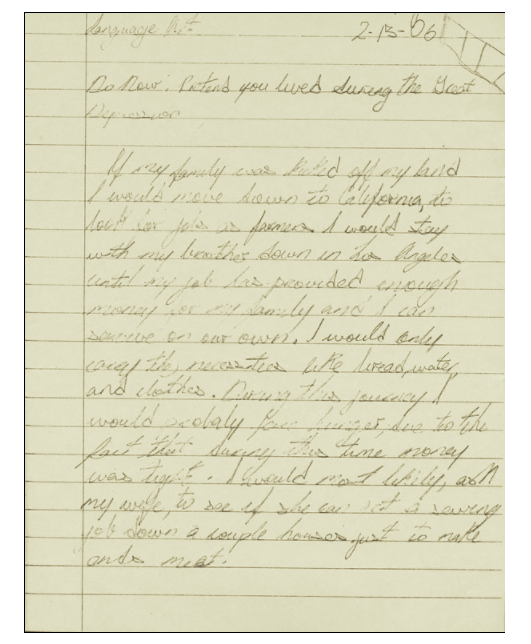 Language Art
2-13-06
Do Now: Pretend you lived during the Great
Depression
If my family was kicked off my land
I would move down to California, to
look for jobs as farmers I would stay
with my brother down in Los Angeles
until my job has provided enough
money for my family and I can
survive on our own. I would only
carry the necessities like bread, water,
and clothes. During this journey I
would probaly face hunger, due to the
fact that during this time money
was tight. I would most likely, ask
my wife, to see if she can get a sewing
job down a couple houses just to make
ends meat.